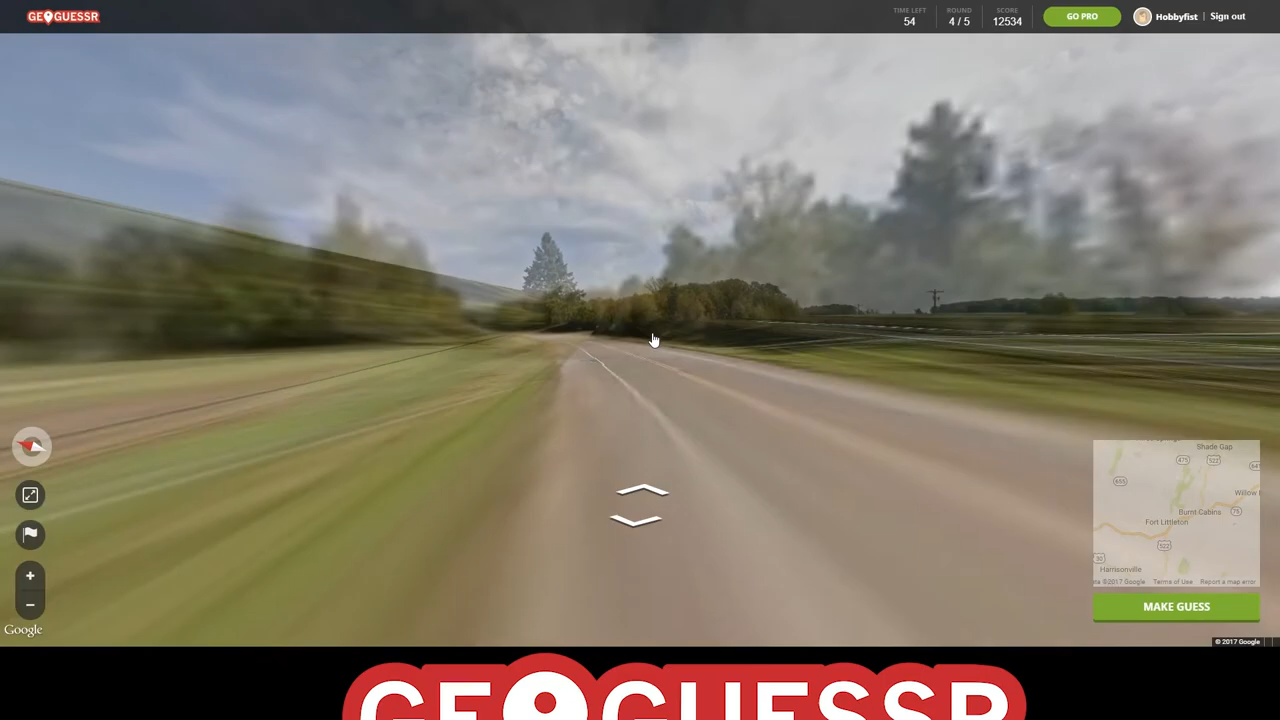 GEOGUESSR
TIME LEFT
54
ROUND
4 / 5
SCORE
12534
GO PRO
Hobbyfist | Sign out
Shade Gap
475
522
655
Willow
Burnt Cabins
75
Fort Littleton
522
30
Harrisonville
©2017 Google
Terms of Use
Report a map error
MAKE GUESS
Google
© 2017 Google
GEOGUESSR